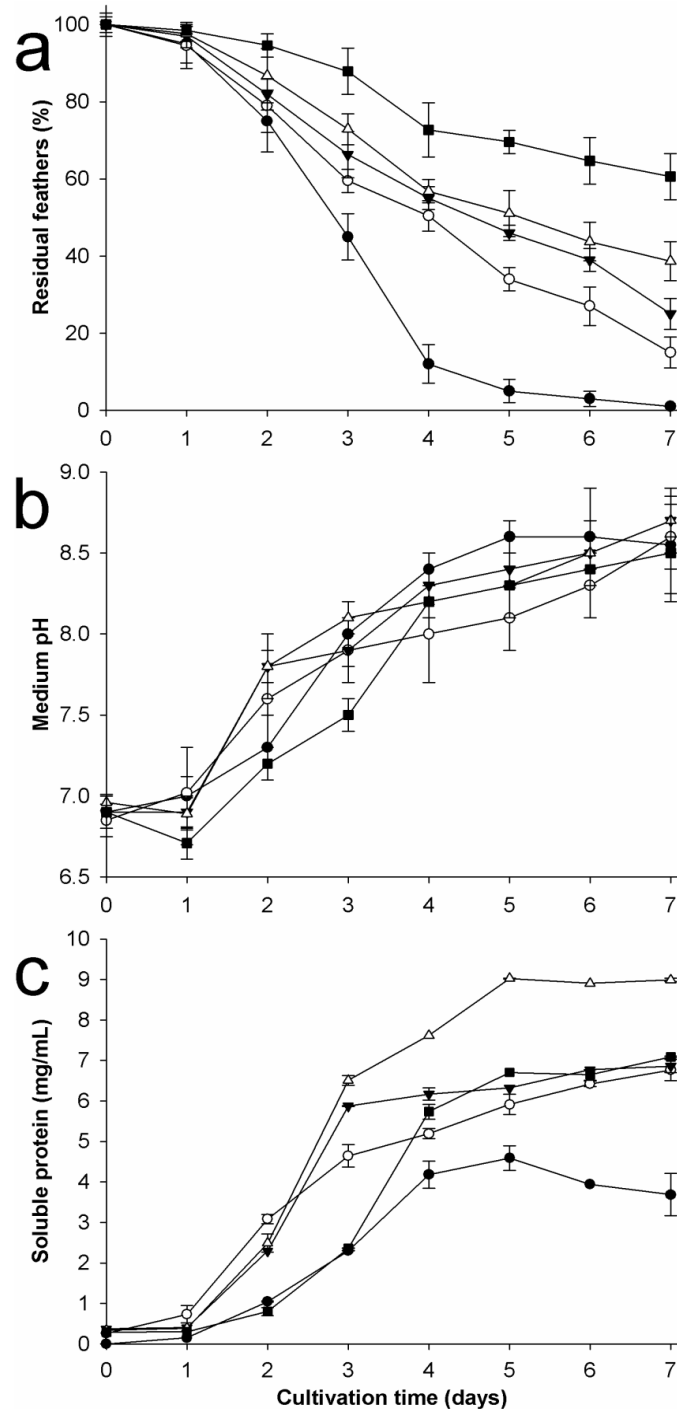 a
Residual feathers (%)
100
80
60
40
20
0
0 1 2 3 4 5 6 7
b
Medium pH
9.0
8.5
8.0
7.5
7.0
6.5
0 1 2 3 4 5 6 7
c
Soluble protein (mg/mL)
10
9
8
7
6
5
4
3
2
1
0
0 1 2 3 4 5 6 7
Cultivation time (days)